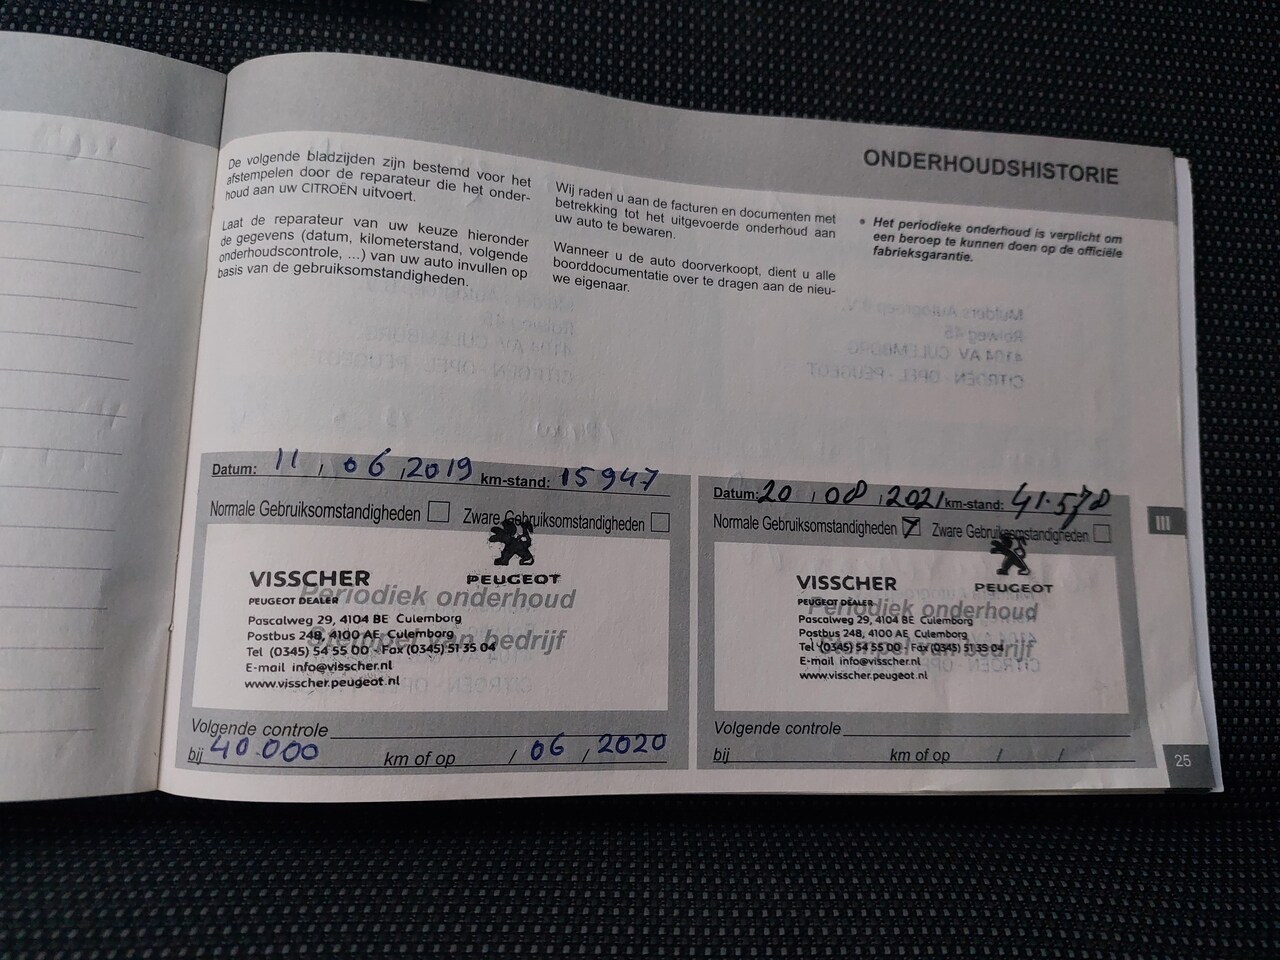 ONDERHOUDSHISTORIE
De volgende bladzijden zijn bestemd voor het
afstempelen door de reparateur die het onder-
houd aan uw CITROËN uitvoert.
Laat de reparateur van uw keuze hieronder
de gegevens (datum, kilometerstand, volgende
onderhoudscontrole, ...) van uw auto invullen op
basis van de gebruiksomstandigheden.
Wij raden u aan de facturen en documenten met
betrekking tot het uitgevoerde onderhoud aan
uw auto te bewaren.
Wanneer u de auto doorverkoopt, dient u alle
boorddocumentatie over te dragen aan de nieu-
we eigenaar.
• Het periodieke onderhoud is verplicht om
een beroep te kunnen doen op de officiële
fabrieksgarantie.
Datum: 11 / 06 / 2019 km-stand: 15947
Normale Gebruiksomstandigheden Zware Gebruiksomstandigheden
PEUGEOT
VISSCHER
PEUGEOT DEALER
Periodiek onderhoud
Pascalweg 29, 4104 BE Culemborg
Postbus 248, 4100 AE Culemborg
Stempel van bedrijf
Tel (0345) 54 55 00 - Fax (0345) 51 35 04
E-mail info@visscher.nl
www.visscher.peugeot.nl
Volgende controle
bij 40.000 km of op / 06 / 2020
Datum: 20 / 08 / 2021 km-stand: 41.578
Normale Gebruiksomstandigheden Zware Gebruiksomstandigheden
PEUGEOT
VISSCHER
PEUGEOT DEALER
Periodiek onderhoud
Pascalweg 29, 4104 BE Culemborg
Postbus 248, 4100 AE Culemborg
Stempel van bedrijf
Tel (0345) 54 55 00 - Fax (0345) 51 35 04
E-mail info@visscher.nl
www.visscher.peugeot.nl
Volgende controle
bij km of op / /
III
25